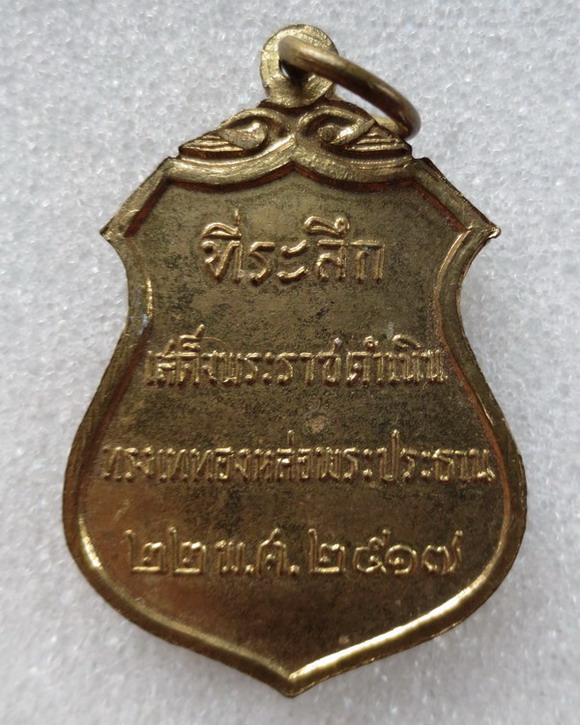 ที่ระลึก
เสด็จพระราชดำเนิน
ทรงเททองหล่อพระประธาน
๒๒ พ.ศ. ๒๕๑๗